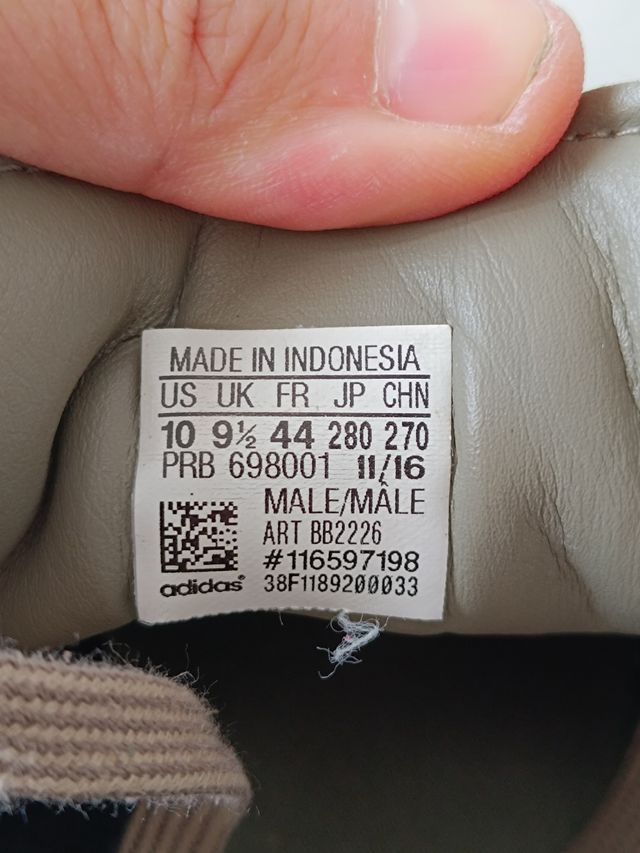 MADE IN INDONESIA
US UK FR JP CHN
10 9½ 44 280 270
PRB 698001 11/16
MALE/MÂLE
ART BB2226
#116597198
adidas® 38F1189200033